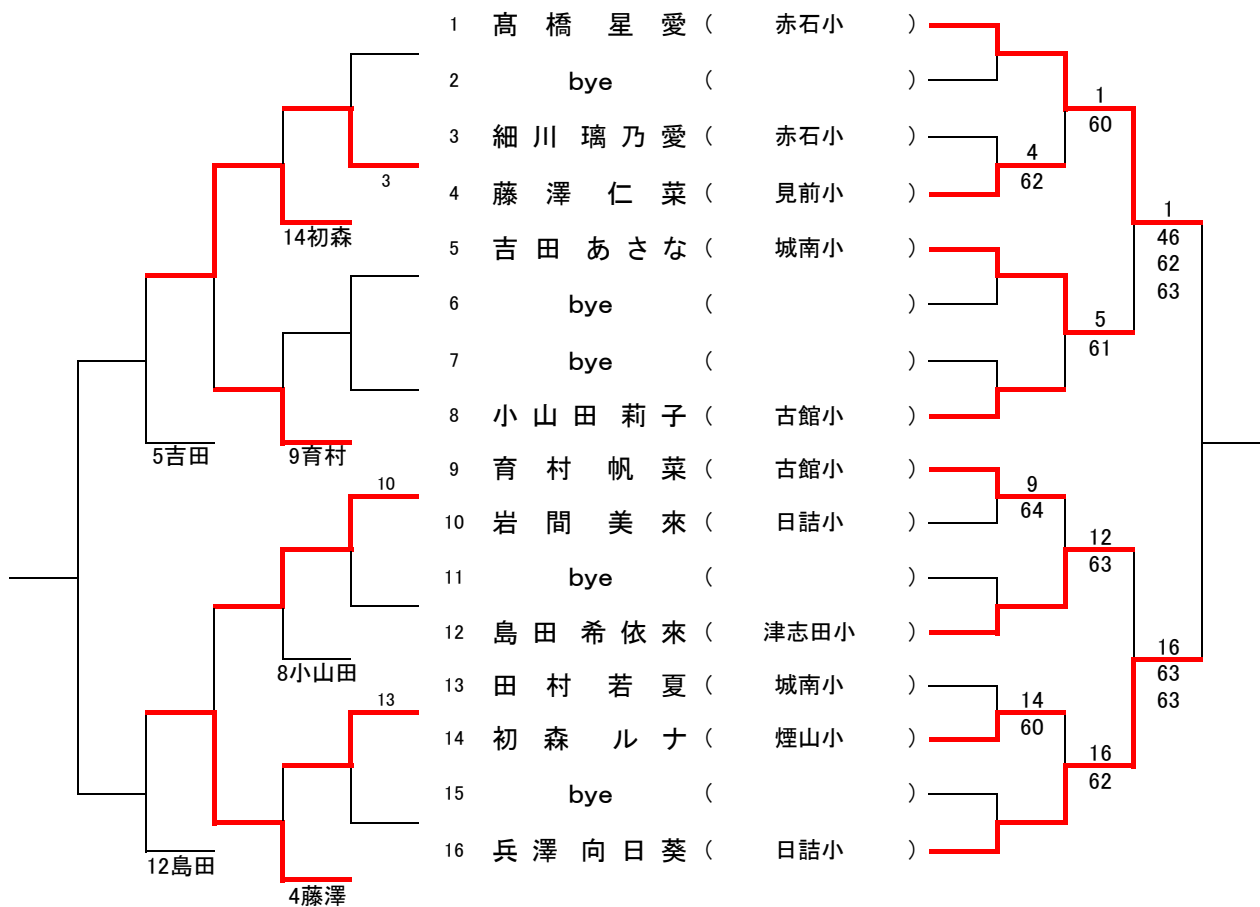 1 髙橋星愛 ( 赤石小 )
2 bye ( )
3 細川璃乃愛 ( 赤石小 )
4 藤澤仁菜 ( 見前小 )
5 吉田あさな ( 城南小 )
6 bye ( )
7 bye ( )
8 小山田莉子 ( 古館小 )
9 育村帆菜 ( 古館小 )
10 岩間美來 ( 日詰小 )
11 bye ( )
12 島田希依來 ( 津志田小 )
13 田村若夏 ( 城南小 )
14 初森ルナ ( 煙山小 )
15 bye ( )
16 兵澤向日葵 ( 日詰小 )
3
14初森
5吉田
9育村
10
8小山田
13
12島田
4藤澤
1
60
4
62
1
46
62
63
5
61
9
64
12
63
14
60
16
62
16
63
63